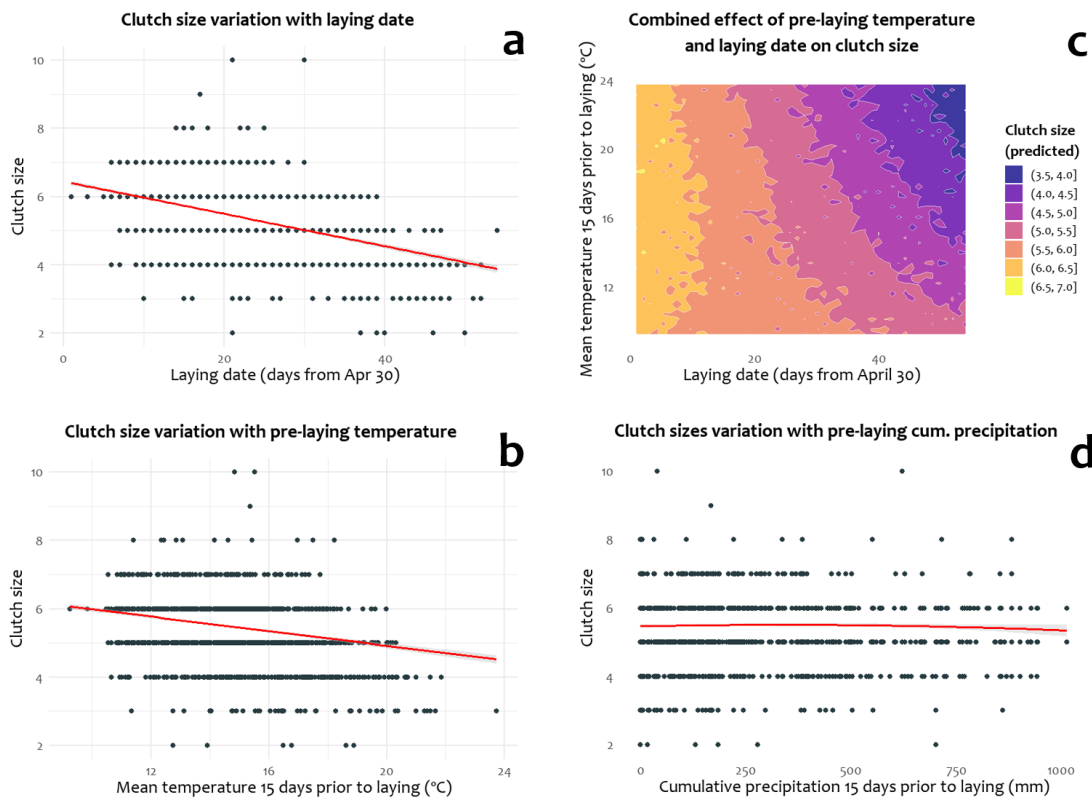 Clutch size variation with laying date
a
10
8
6
4
2
Clutch size
0 20 40
Laying date (days from Apr 30)
Combined effect of pre-laying temperature
and laying date on clutch size
c
Mean temperature 15 days prior to laying (°C)
24
20
16
12
0 20 40 
Laying date (days from April 30)
Clutch size
(predicted)
(3.5, 4.0]
(4.0, 4.5]
(4.5, 5.0]
(5.0, 5.5]
(5.5, 6.0]
(6.0, 6.5]
(6.5, 7.0]
Clutch size variation with pre-laying temperature
b
10
8
6
4
2
Clutch size
12 16 20 24
Mean temperature 15 days prior to laying (°C)
Clutch sizes variation with pre-laying cum. precipitation
d
10
8
6
4
2
Clutch size
0 250 500 750 1000
Cumulative precipitation 15 days prior to laying (mm)